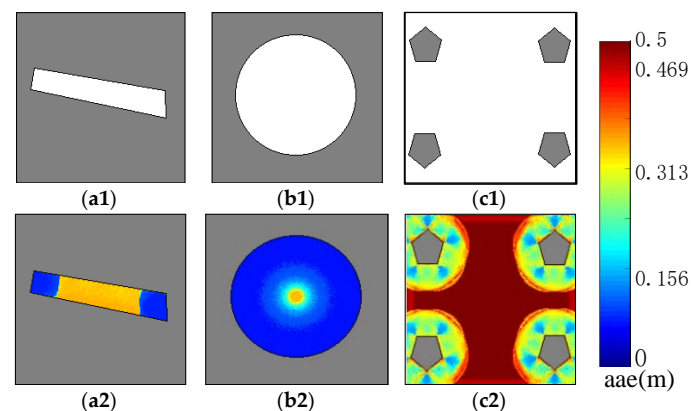 (a1)
(b1)
(c1)
(a2)
(b2)
(c2)
0.5
0.469
0.313
0.156
0
aae(m)